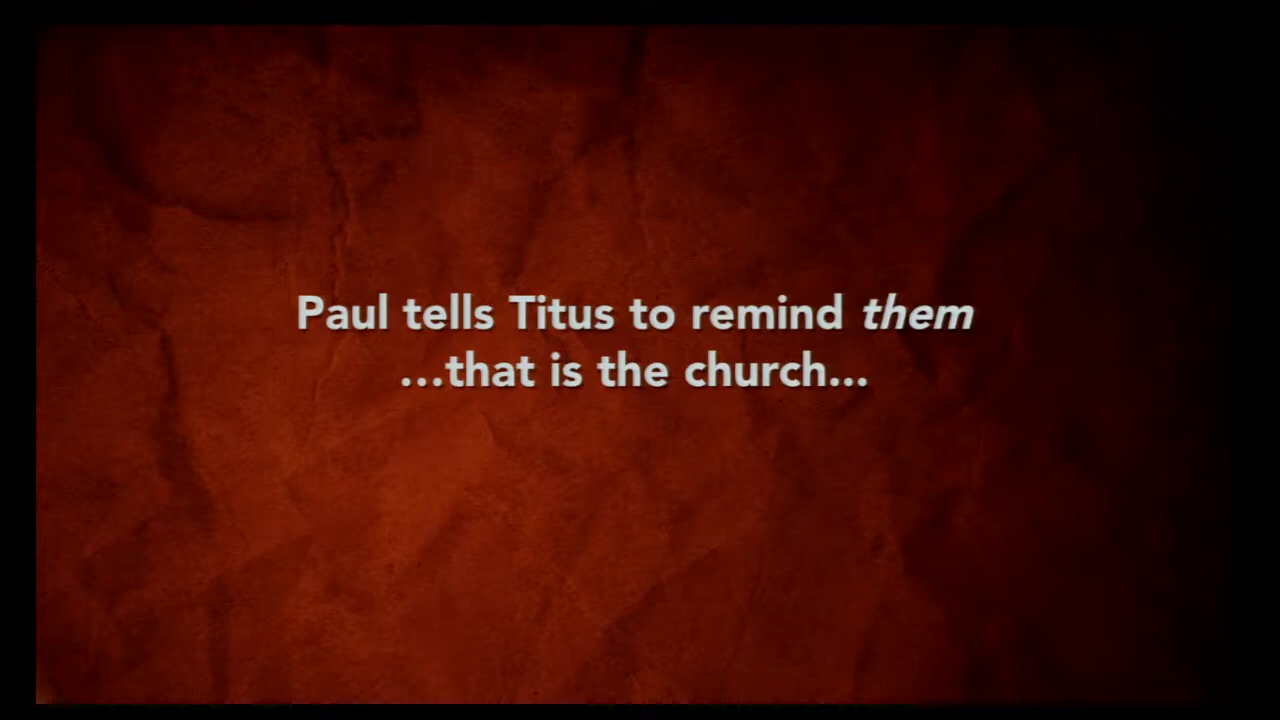 Paul tells Titus to remind them
...that is the church...